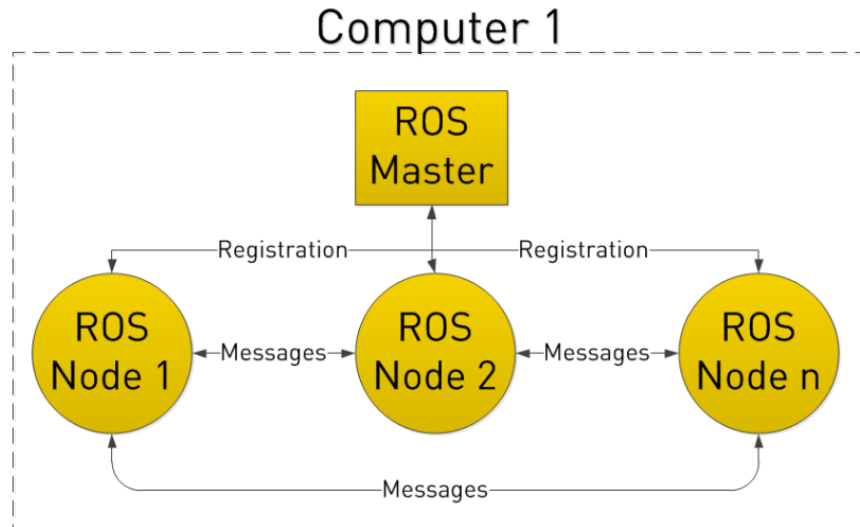 Computer 1
ROS
Master
Registration
Registration
ROS
Node 1
Messages
ROS
Node 2
Messages
ROS
Node n
Messages